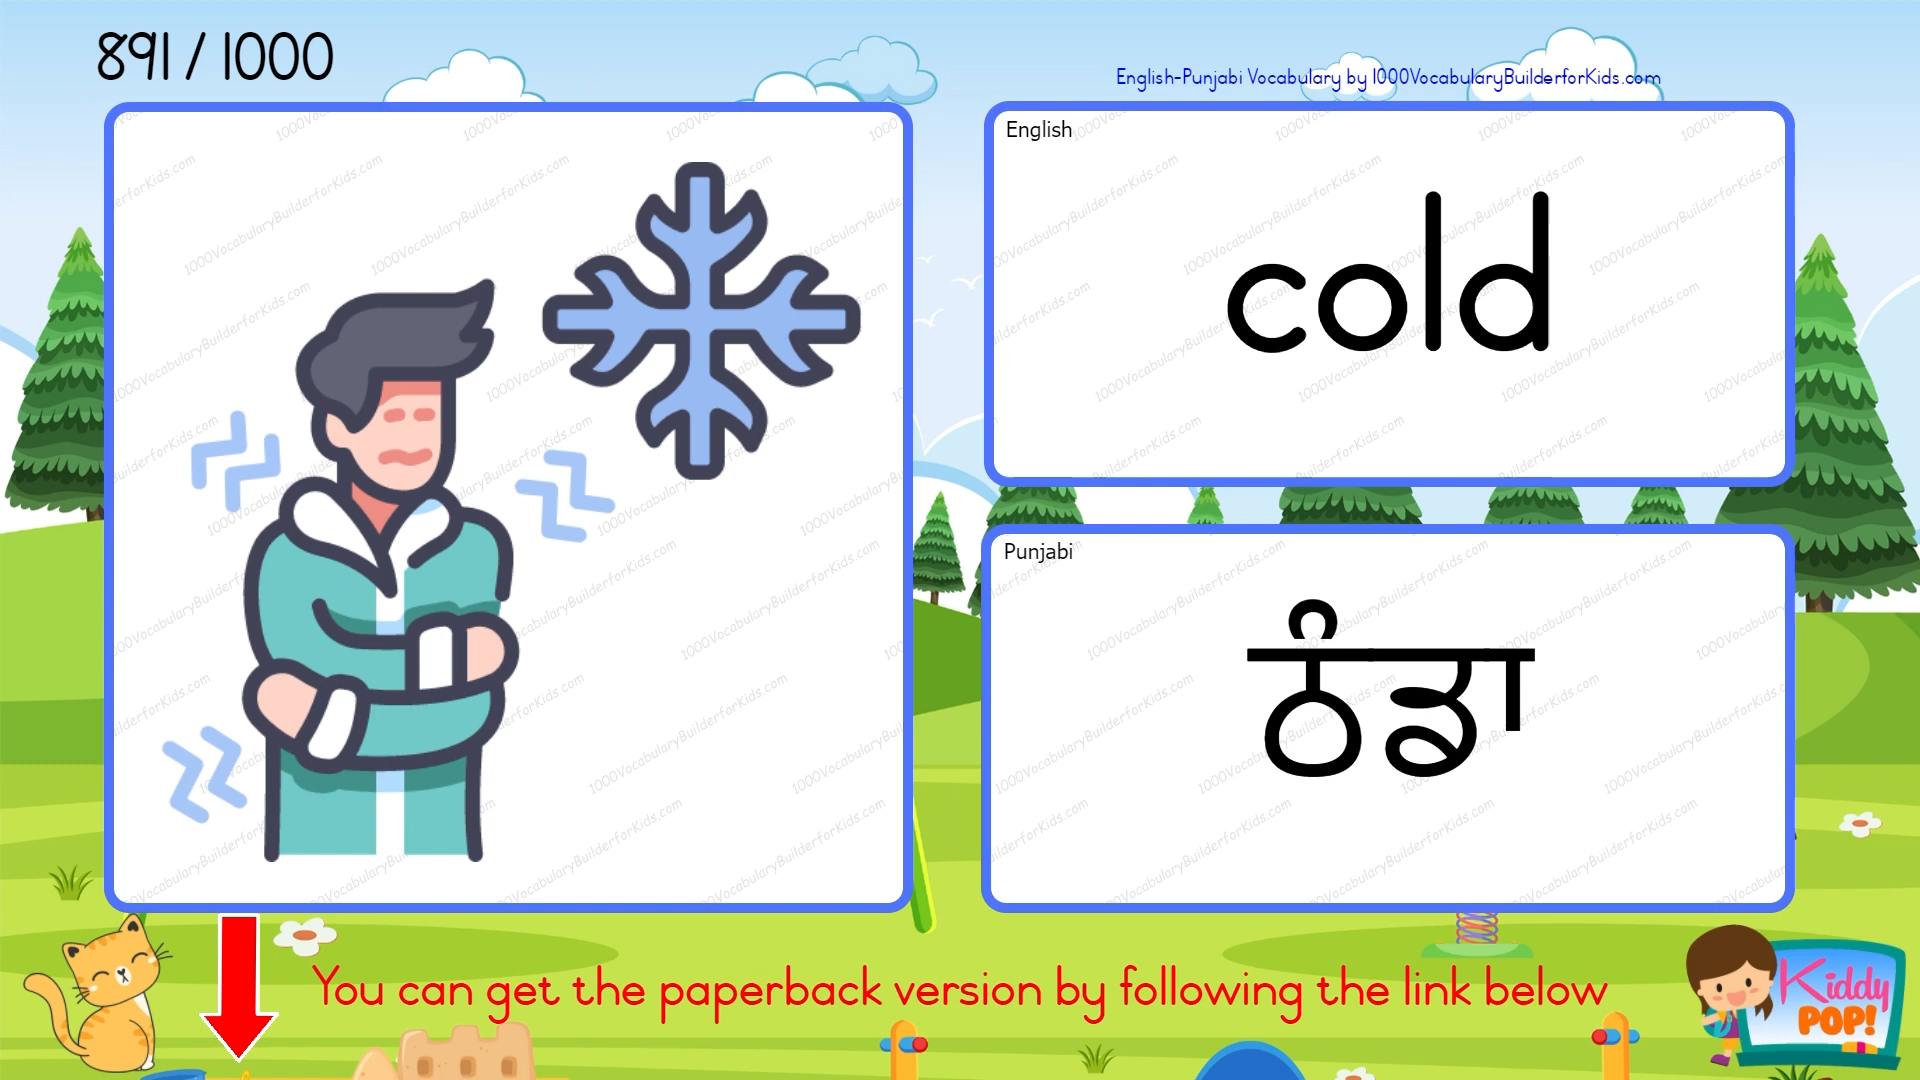 891 / 1000
English-Punjabi Vocabulary by 1000VocabularyBuilderforKids.com
English
cold
Punjabi
ਠੰਡਾ
You can get the paperback version by following the link below
Kiddy
POP!